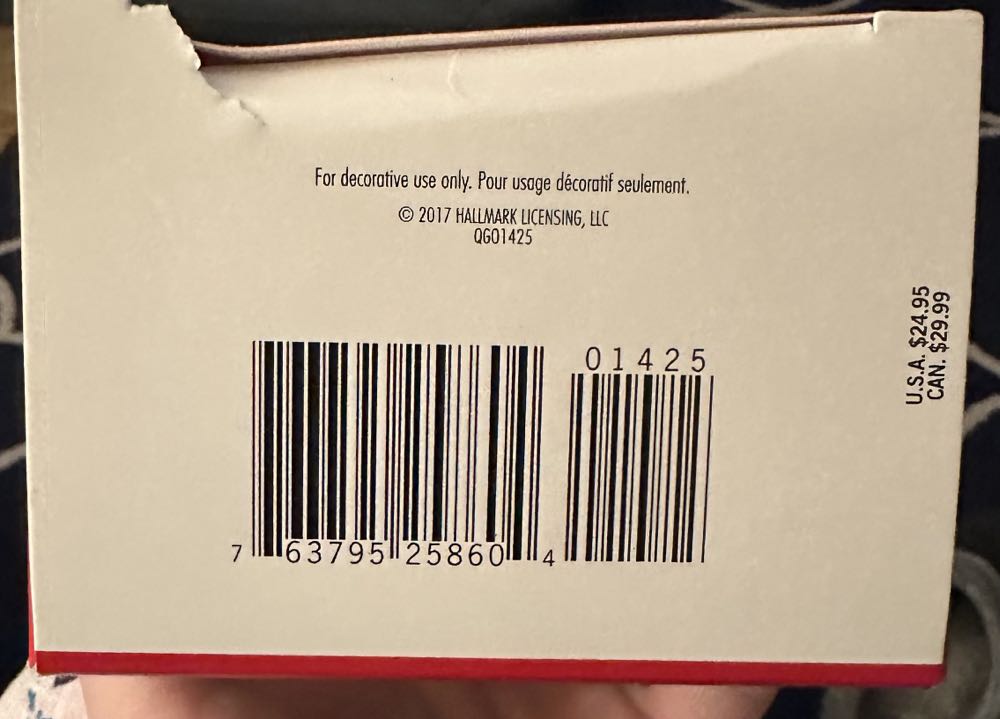 For decorative use only. Pour usage décoratif seulement.
© 2017 HALLMARK LICENSING, LLC
QGO1425
U.S.A. $24.95
CAN. $29.99
01425
7 63795 25860 4